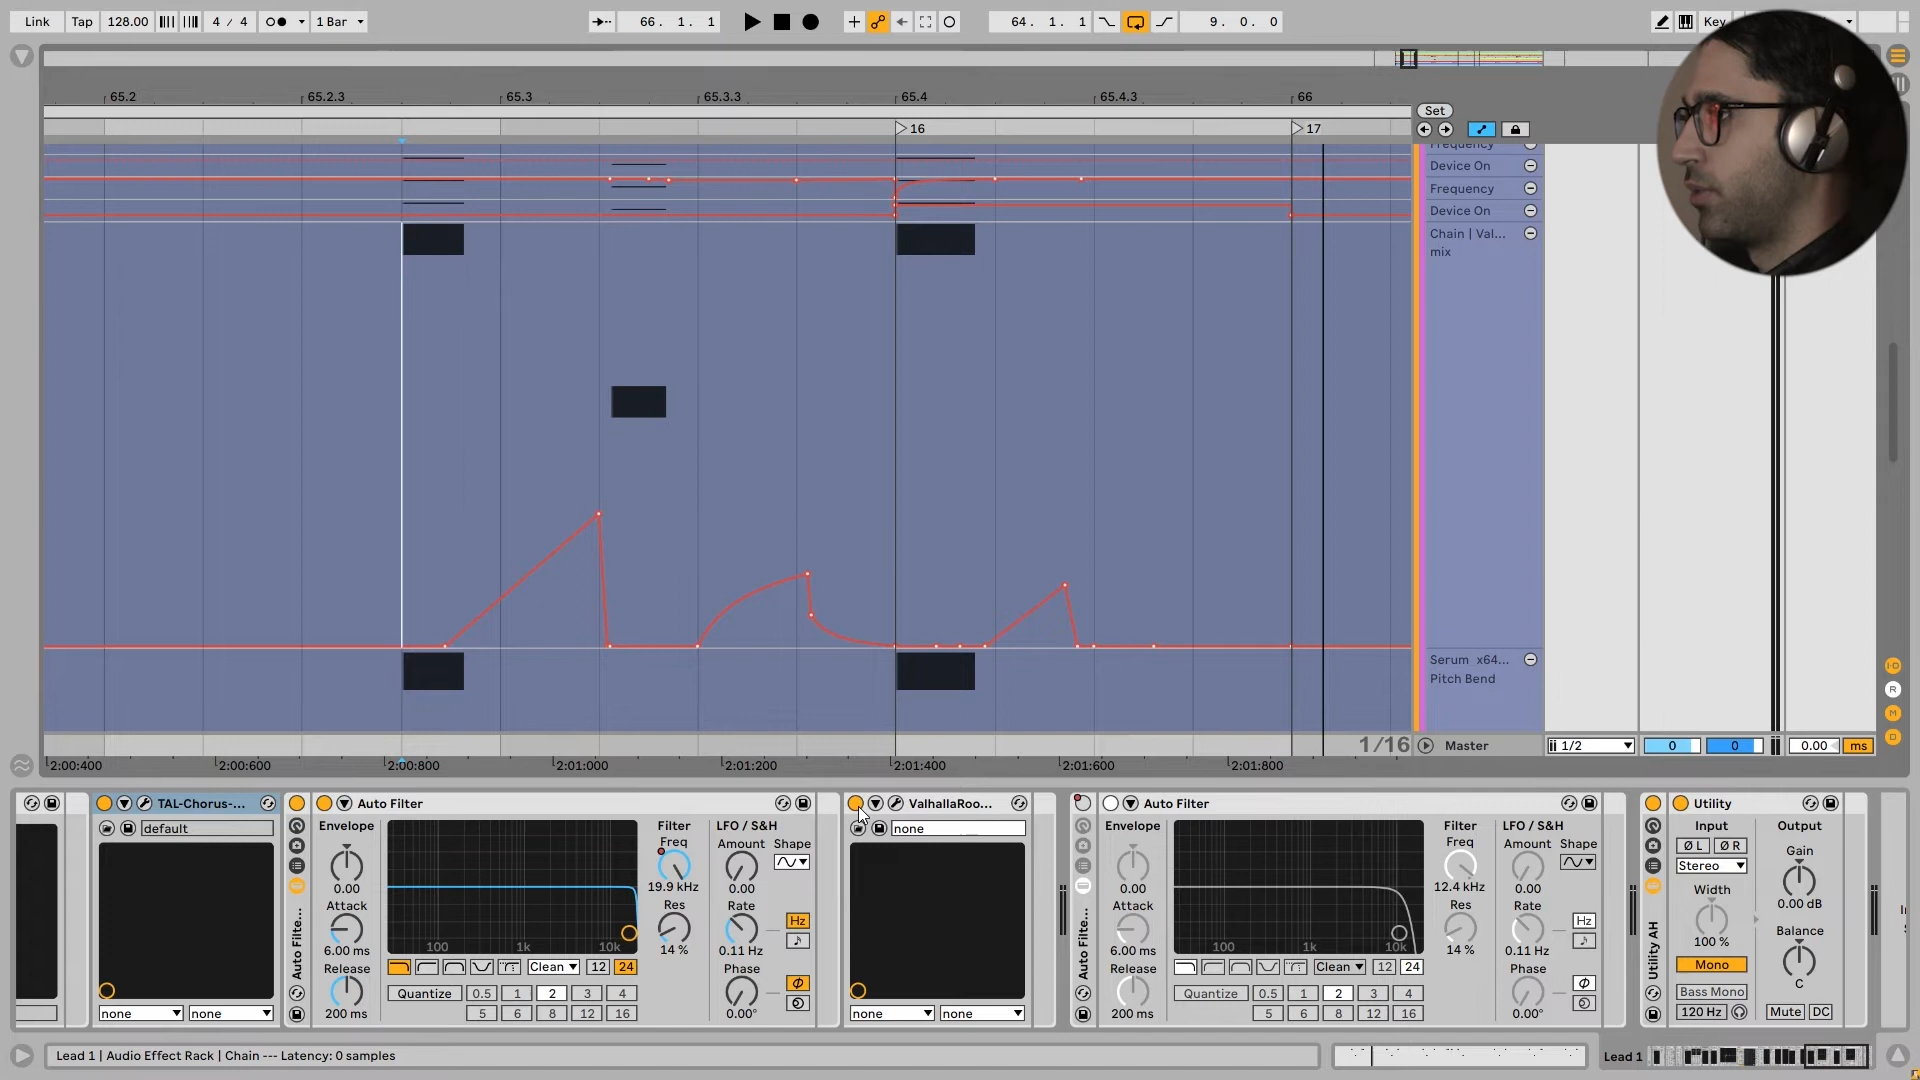 Link Tap 128.00 4 / 4 1 Bar 66. 1. 1 64. 1. 1 9. 0. 0 Key
65.2 65.2.3 65.3 65.3.3 65.4 65.4.3 66
Set
16 17
Frequency
Device On
Frequency
Device On
Chain | Val...
mix
Serum x64...
Pitch Bend
1/16 Master 1/2 0 0 0.00 ms
2:00:400 2:00:600 2:00:800 2:01:000 2:01:200 2:01:400 2:01:600 2:01:800
I·O
R
M
D
TAL-Chorus-...
default
none none
Auto Filter...
Auto Filter
Envelope
0.00
Attack
6.00 ms
Release
200 ms
100 1k 10k
Clean 12 24
Quantize 0.5 1 2 3 4
5 6 8 12 16
Filter
Freq
19.9 kHz
Res
14 %
LFO / S&H
Amount Shape
0.00
Rate
0.11 Hz
Hz
Phase
0.00°
ValhallaRoo...
none
none none
Auto Filter...
Auto Filter
Envelope
0.00
Attack
6.00 ms
Release
200 ms
100 1k 10k
Clean 12 24
Quantize 0.5 1 2 3 4
5 6 8 12 16
Filter
Freq
12.4 kHz
Res
14 %
LFO / S&H
Amount Shape
0.00
Rate
0.11 Hz
Hz
Phase
0.00°
Utility AH
Utility
Input Output
Ø L Ø R
Stereo
Width
100 %
Mono
Bass Mono
120 Hz
Gain
0.00 dB
Balance
C
Mute DC
Lead 1 | Audio Effect Rack | Chain --- Latency: 0 samples
Lead 1